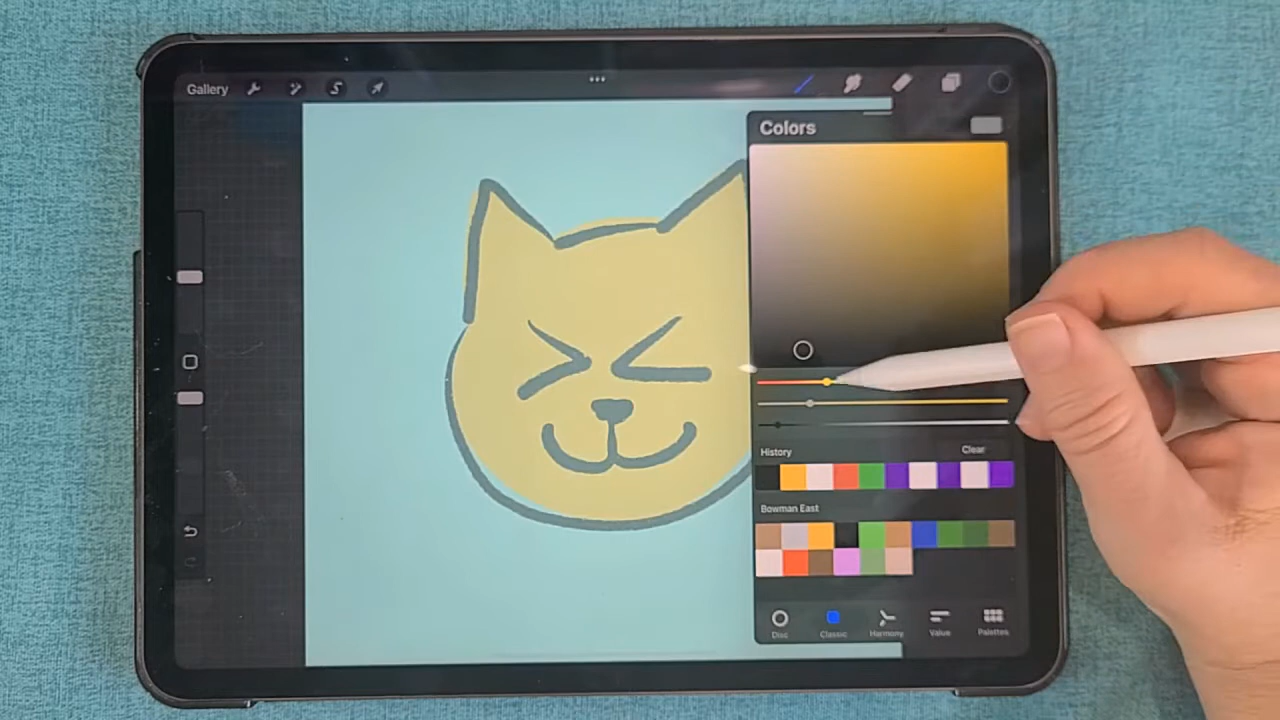 Gallery
Colors
History Clear
Bowman East
Disc Classic Harmony Value Palettes